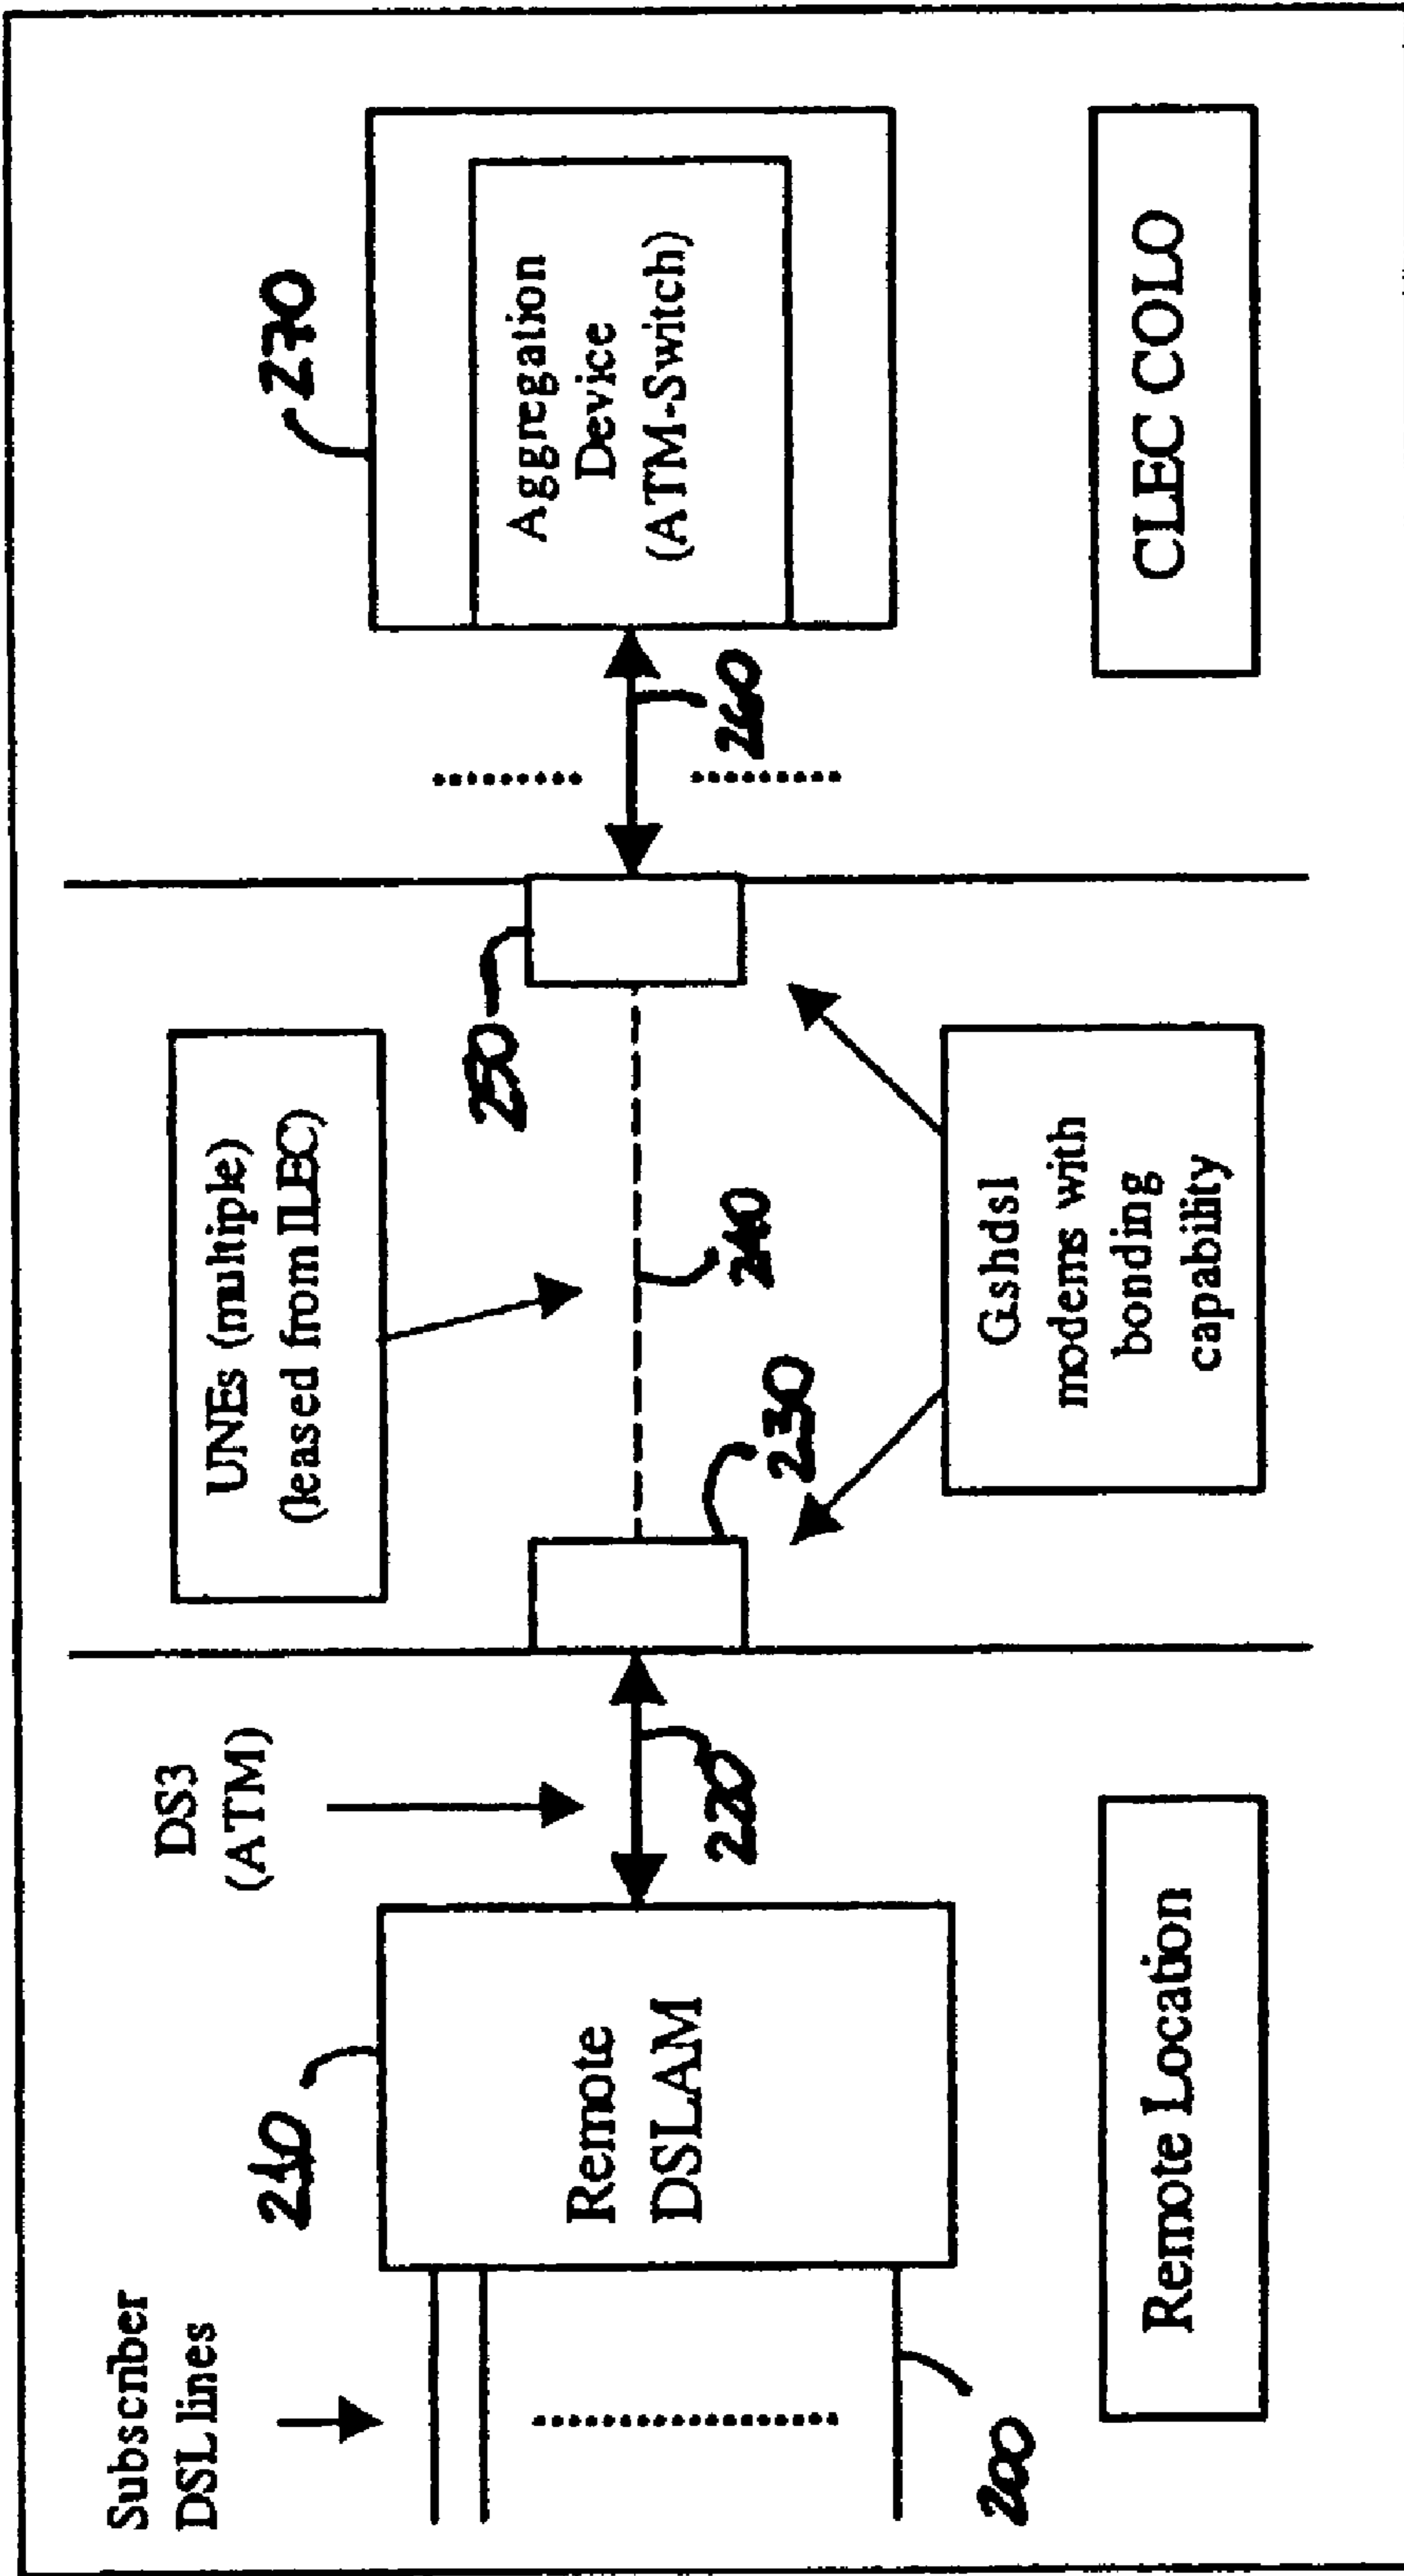 Subscriber
DSL lines
200
210
Remote
DSLAM
Remote Location
DS3
(ATM)
220
UNEs (multiple)
(leased from ILEC)
230
240
250
G.shdsl
modems with
bonding
capability
260
270
Aggregation
Device
(ATM-Switch)
CLEC COLO